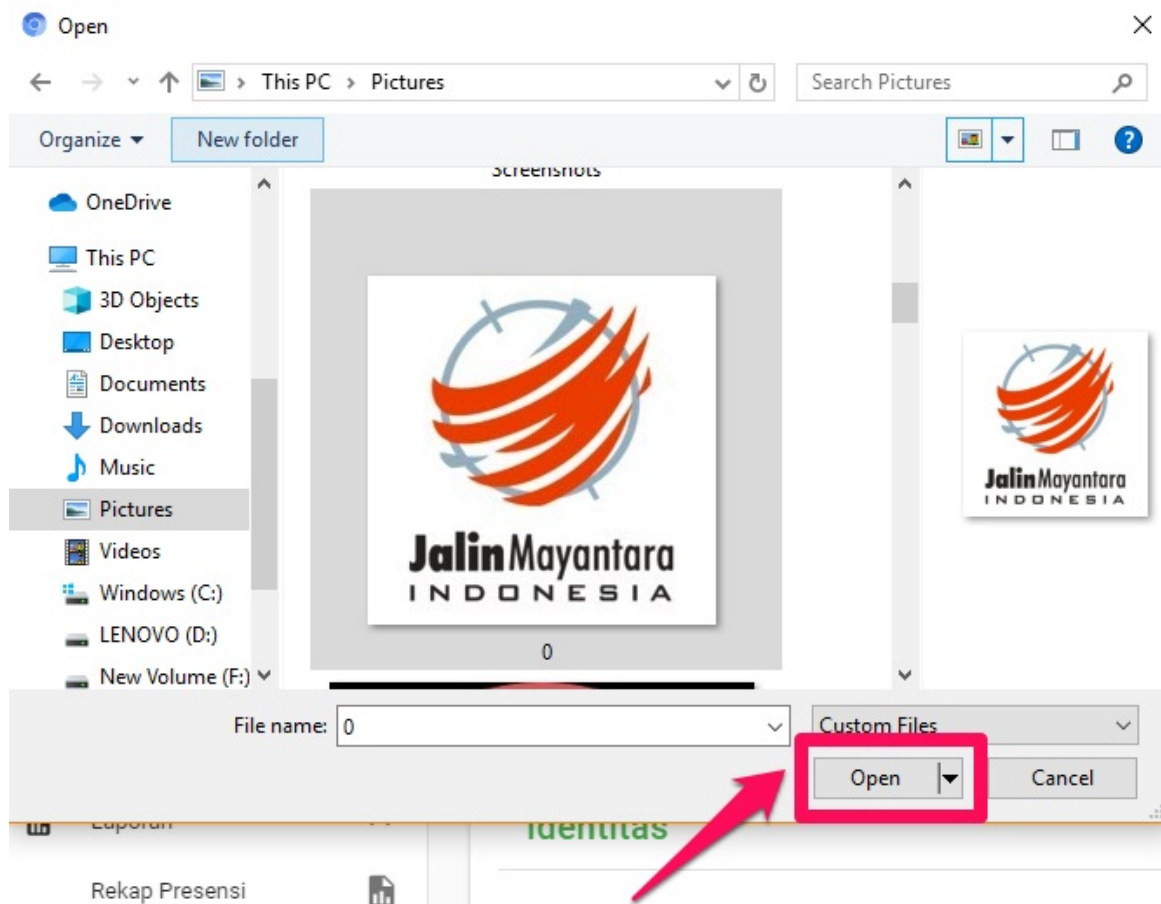 Open
This PC > Pictures
Search Pictures
Organize
New folder
Screenshots
OneDrive
This PC
3D Objects
Desktop
Documents
Downloads
Music
Pictures
Videos
Windows (C:)
LENOVO (D:)
New Volume (F:)
Jalin Mayantara
INDONESIA
0
Jalin Mayantara
INDONESIA
File name: 0
Custom Files
Open
Cancel
Laporan
Identitas
Rekap Presensi